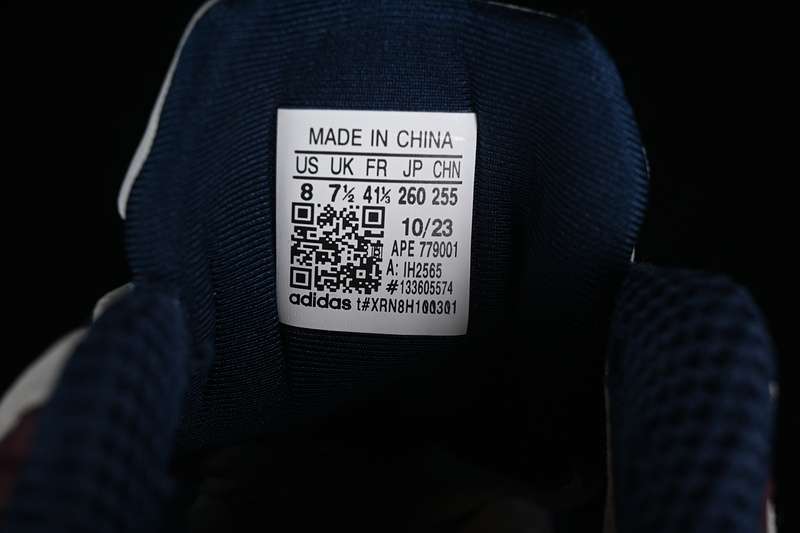 MADE IN CHINA
US UK FR JP CHN
8 7½ 41⅓ 260 255
10/23
APE 779001
A: IH2565
#133605574
adidas t#XRN8H100301